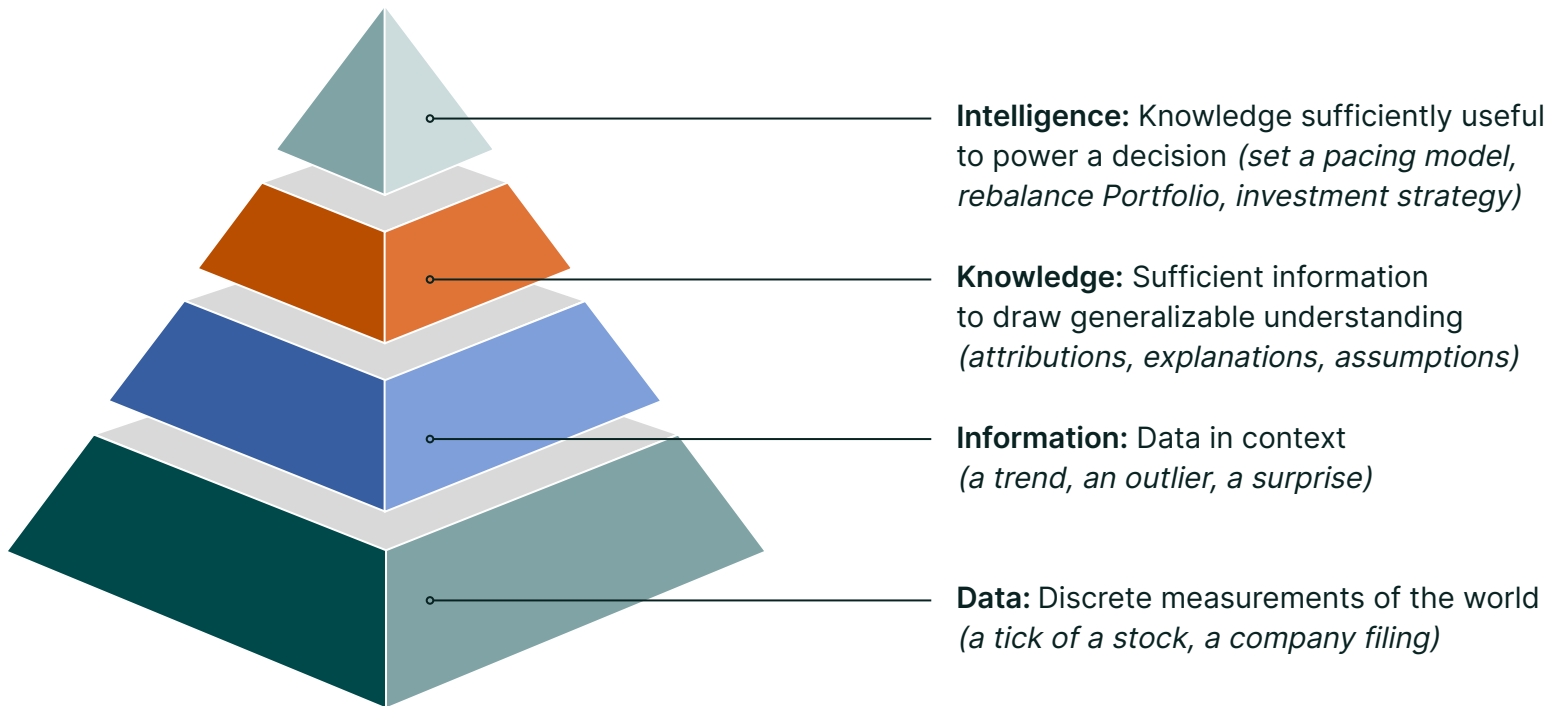 Intelligence: Knowledge sufficiently useful
to power a decision (set a pacing model,
rebalance Portfolio, investment strategy)
Knowledge: Sufficient information
to draw generalizable understanding
(attributions, explanations, assumptions)
Information: Data in context
(a trend, an outlier, a surprise)
Data: Discrete measurements of the world
(a tick of a stock, a company filing)